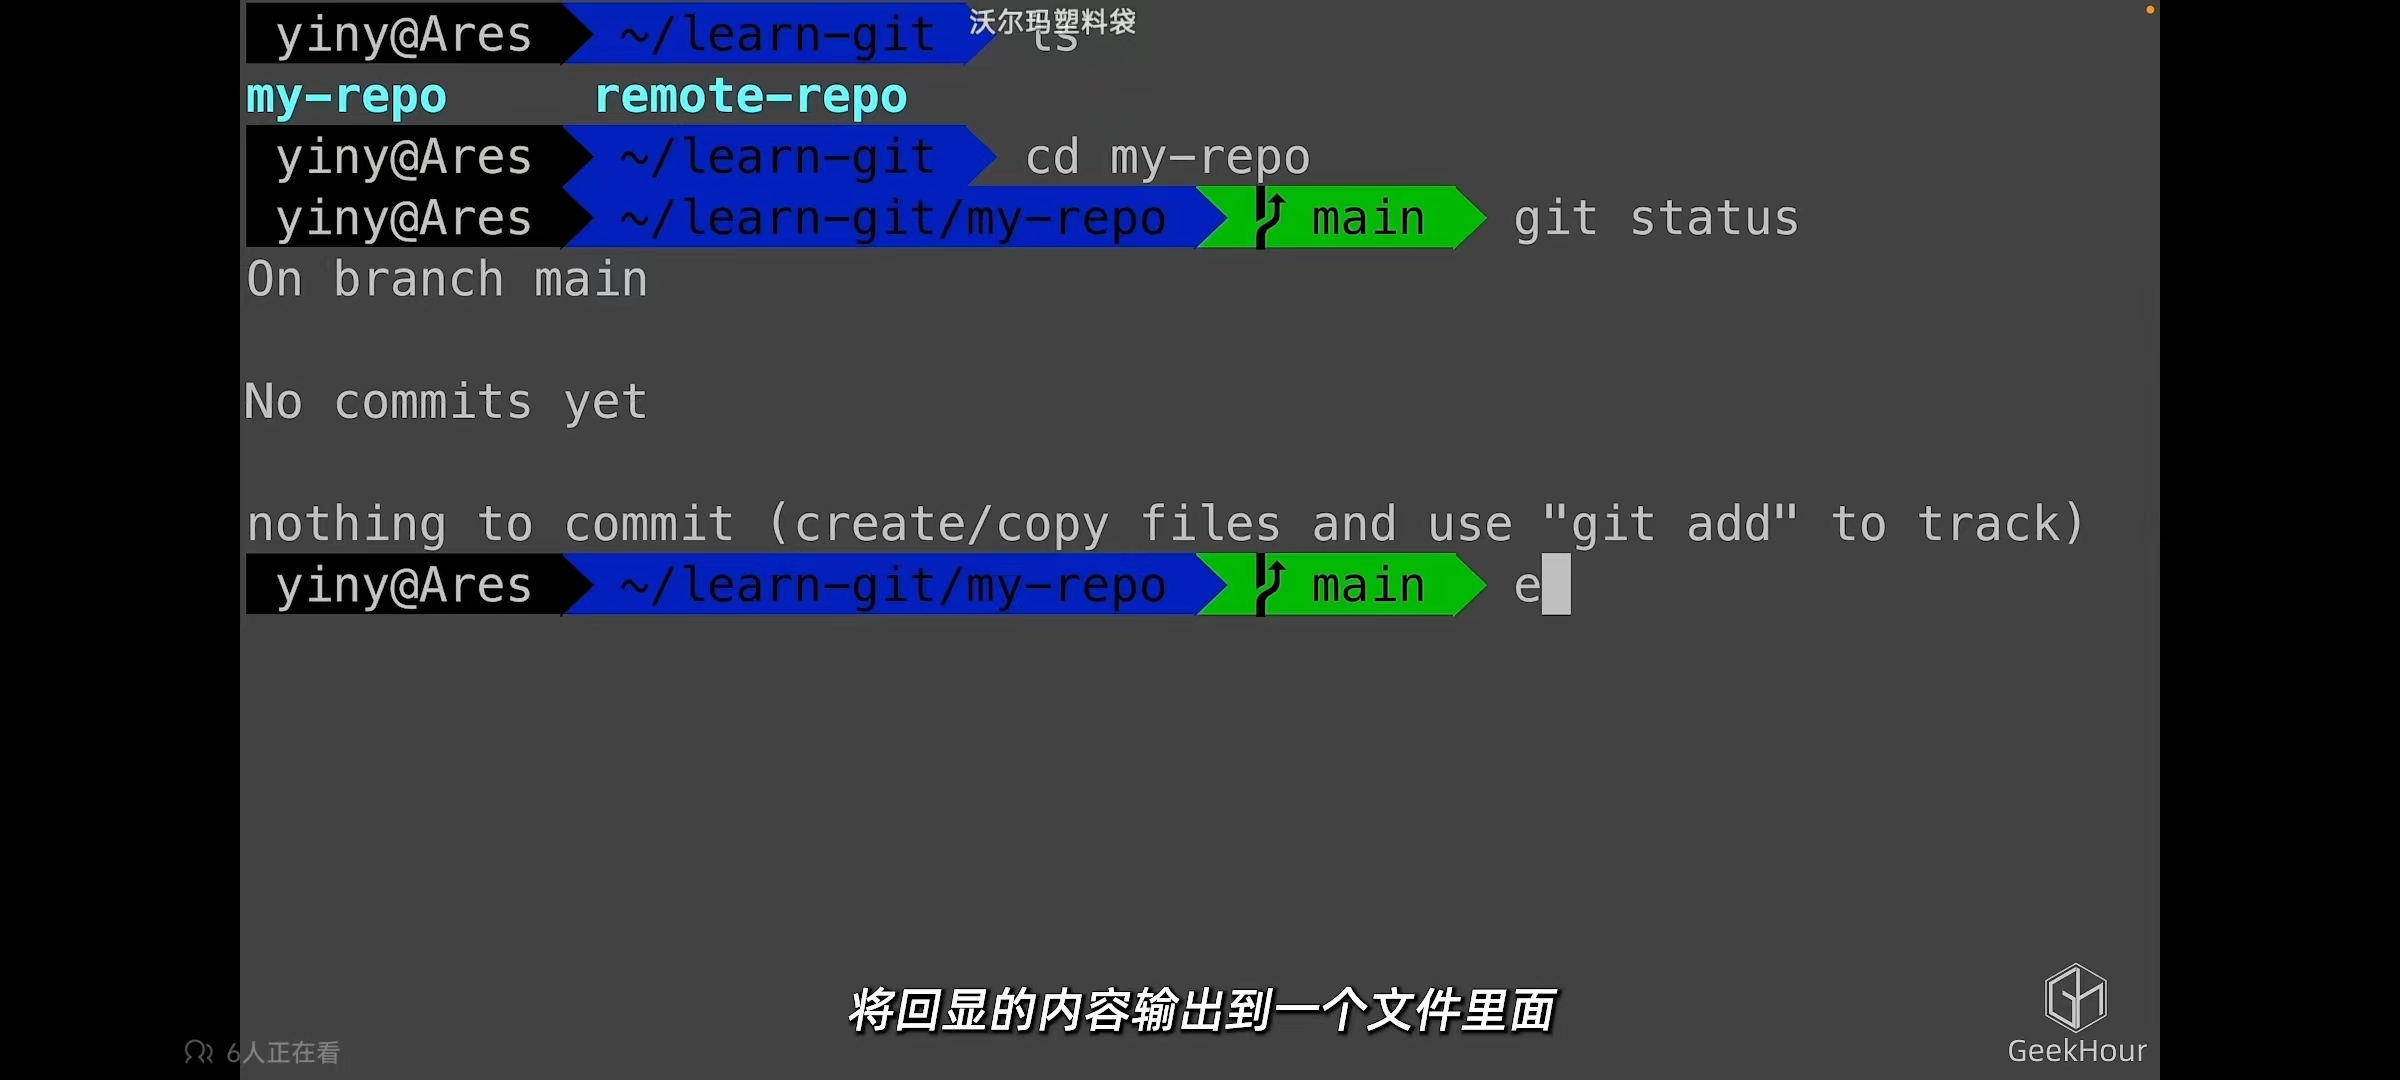 yiny@Ares ~/learn-git ls
沃尔玛塑料袋
my-repo remote-repo
yiny@Ares ~/learn-git cd my-repo
yiny@Ares ~/learn-git/my-repo main git status
On branch main
No commits yet
nothing to commit (create/copy files and use "git add" to track)
yiny@Ares ~/learn-git/my-repo main e
将回显的内容输出到一个文件里面
6人正在看
GeekHour